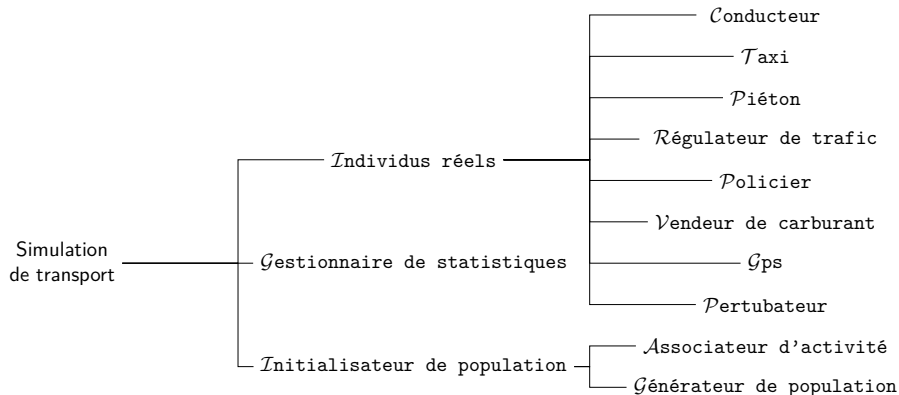 Conducteur
Taxi
Piéton
Régulateur de trafic
Individus réels
Policier
Vendeur de carburant
Simulation
de transport
Gestionnaire de statistiques
Gps
Pertubateur
Initialisateur de population
Associateur d'activité
Générateur de population